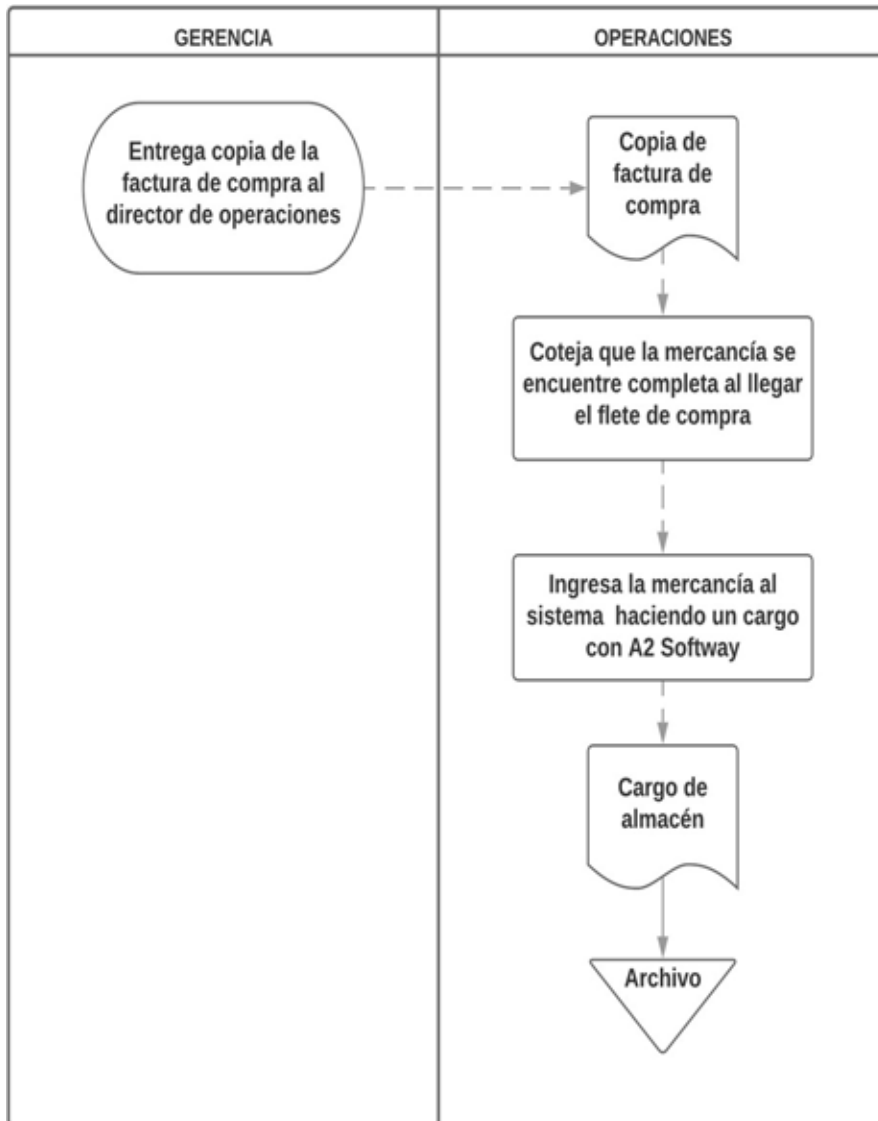 GERENCIA
OPERACIONES
Entrega copia de la
factura de compra al
director de operaciones
Copia de
factura de
compra
Coteja que la mercancía se
encuentre completa al llegar
el flete de compra
Ingresa la mercancía al
sistema haciendo un cargo
con A2 Softway
Cargo de
almacén
Archivo